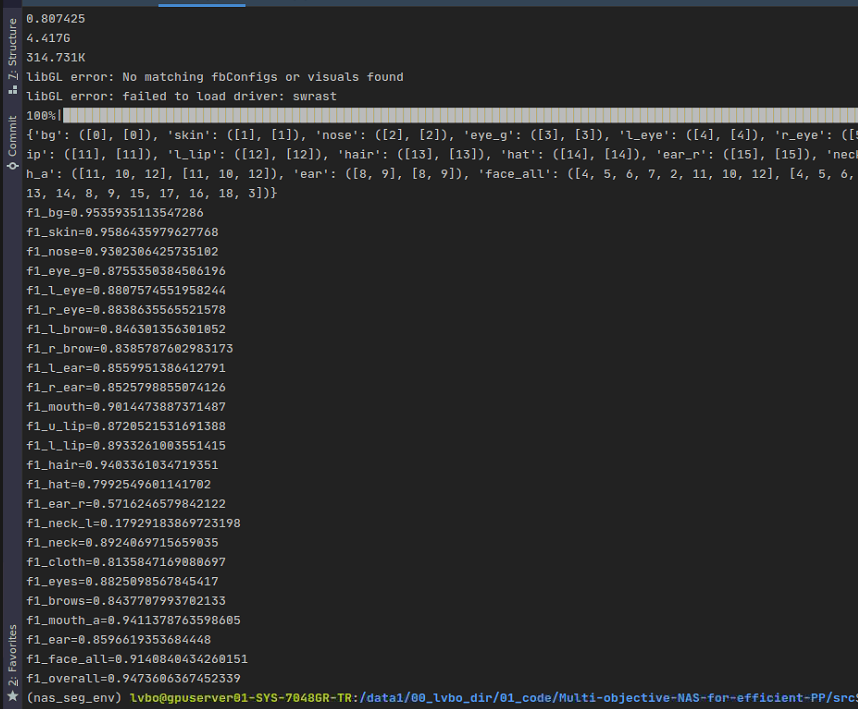 7: Structure
Commit
2: Favorites
0.807425
4.417G
314.731K
libGL error: No matching fbConfigs or visuals found
libGL error: failed to load driver: swrast
100%|
{'bg': ([0], [0]), 'skin': ([1], [1]), 'nose': ([2], [2]), 'eye_g': ([3], [3]), 'l_eye': ([4], [4]), 'r_eye': ([5
ip': ([11], [11]), 'l_lip': ([12], [12]), 'hair': ([13], [13]), 'hat': ([14], [14]), 'ear_r': ([15], [15]), 'neck
h_a': ([11, 10, 12], [11, 10, 12]), 'ear': ([8, 9], [8, 9]), 'face_all': ([4, 5, 6, 7, 2, 11, 10, 12], [4, 5, 6,
13, 14, 8, 9, 15, 17, 16, 18, 3])}
f1_bg=0.9535935113547286
f1_skin=0.9586435979627768
f1_nose=0.9302306425735102
f1_eye_g=0.8755350384506196
f1_l_eye=0.8807574551958244
f1_r_eye=0.8838635565521578
f1_l_brow=0.846301356301052
f1_r_brow=0.8385787602983173
f1_l_ear=0.8559951386412791
f1_r_ear=0.8525798855074126
f1_mouth=0.9014473887371487
f1_u_lip=0.8720521531691388
f1_l_lip=0.8933261003551415
f1_hair=0.9403361034719351
f1_hat=0.7992549601141702
f1_ear_r=0.5716246579842122
f1_neck_l=0.17929183869723198
f1_neck=0.8924069715659035
f1_cloth=0.8135847169080697
f1_eyes=0.8825098567845417
f1_brows=0.8437707993702133
f1_mouth_a=0.9411378763598605
f1_ear=0.8596619353684448
f1_face_all=0.9140840434260151
f1_overall=0.9473606367452339
(nas_seg_env) lvbo@gpuserver01-SYS-7048GR-TR:/data1/00_lvbo_dir/01_code/Multi-objective-NAS-for-efficient-PP/srcS